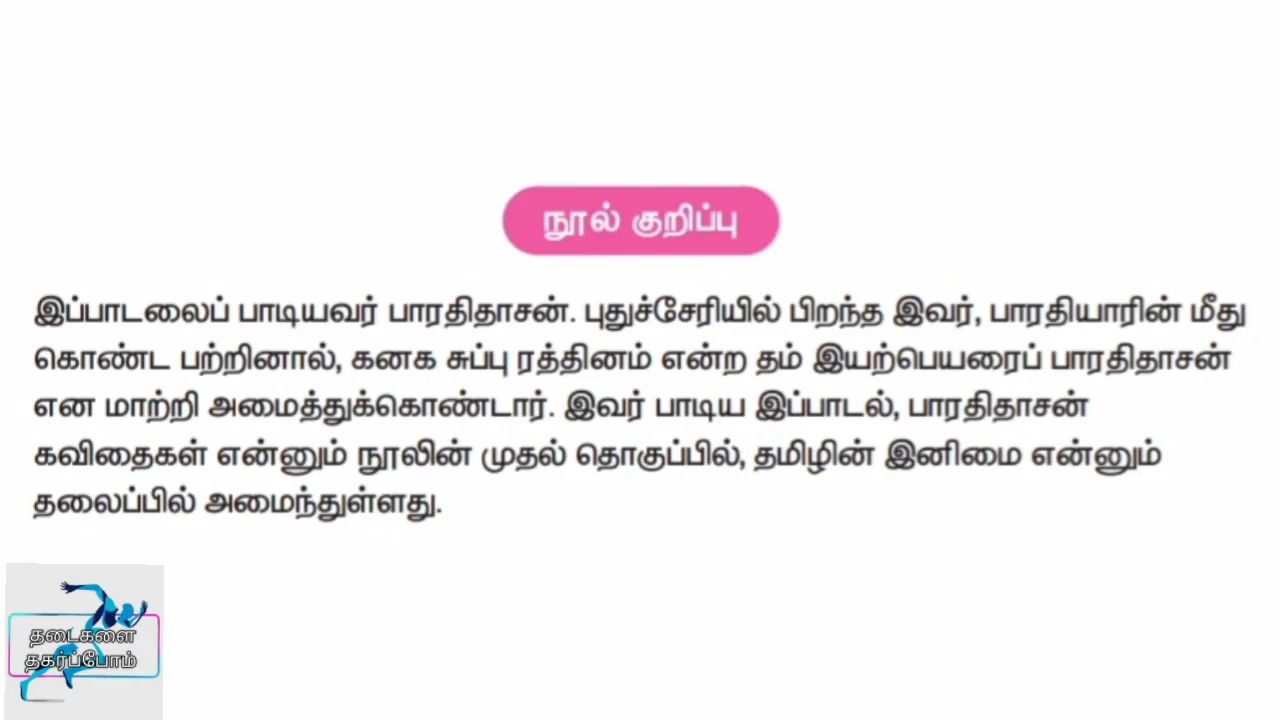 நூல் குறிப்பு
இப்பாடலைப் பாடியவர் பாரதிதாசன். புதுச்சேரியில் பிறந்த இவர், பாரதியாரின் மீது
கொண்ட பற்றினால், கனக சுப்பு ரத்தினம் என்ற தம் இயற்பெயரைப் பாரதிதாசன்
என மாற்றி அமைத்துக்கொண்டார். இவர் பாடிய இப்பாடல், பாரதிதாசன்
கவிதைகள் என்னும் நூலின் முதல் தொகுப்பில், தமிழின் இனிமை என்னும்
தலைப்பில் அமைந்துள்ளது.
தடைகளை
தகர்ப்போம்